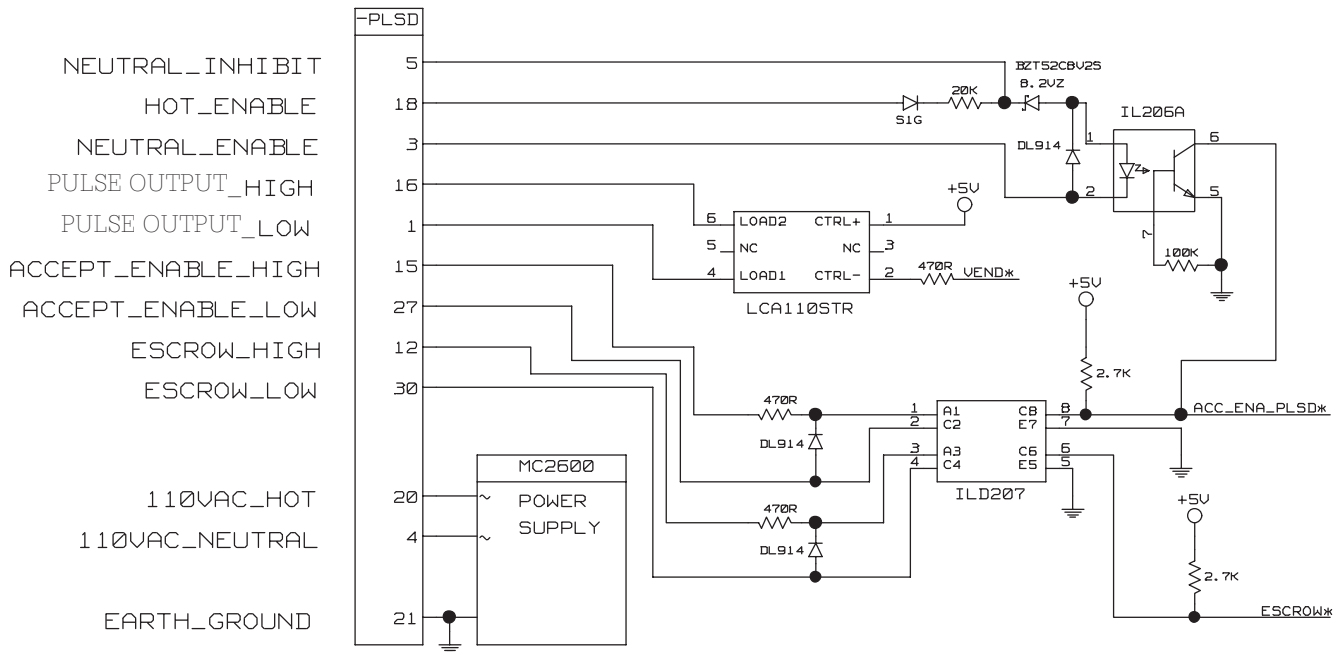 -PLSD
NEUTRAL_INHIBIT 5
HOT_ENABLE 18
NEUTRAL_ENABLE 3
PULSE OUTPUT_HIGH 16
PULSE OUTPUT_LOW 1
ACCEPT_ENABLE_HIGH 15
ACCEPT_ENABLE_LOW 27
ESCROW_HIGH 12
ESCROW_LOW 30
110VAC_HOT 20
110VAC_NEUTRAL 4
EARTH_GROUND 21
MC2600
~ POWER
~ SUPPLY
S1G
20K
BZT52C8V2S
8.2VZ
DL914
IL206A
1 6
2 5
7
100K
+5V
6 LOAD2 CTRL+ 1
5 NC NC 3
4 LOAD1 CTRL- 2
470R VEND*
LCA110STR
+5V
2.7K
470R
DL914
1 A1 C8 8
2 C2 E7 7
3 A3 C6 6
4 C4 E5 5
ILD207
ACC_ENA_PLSD*
470R
DL914
+5V
2.7K
ESCROW*